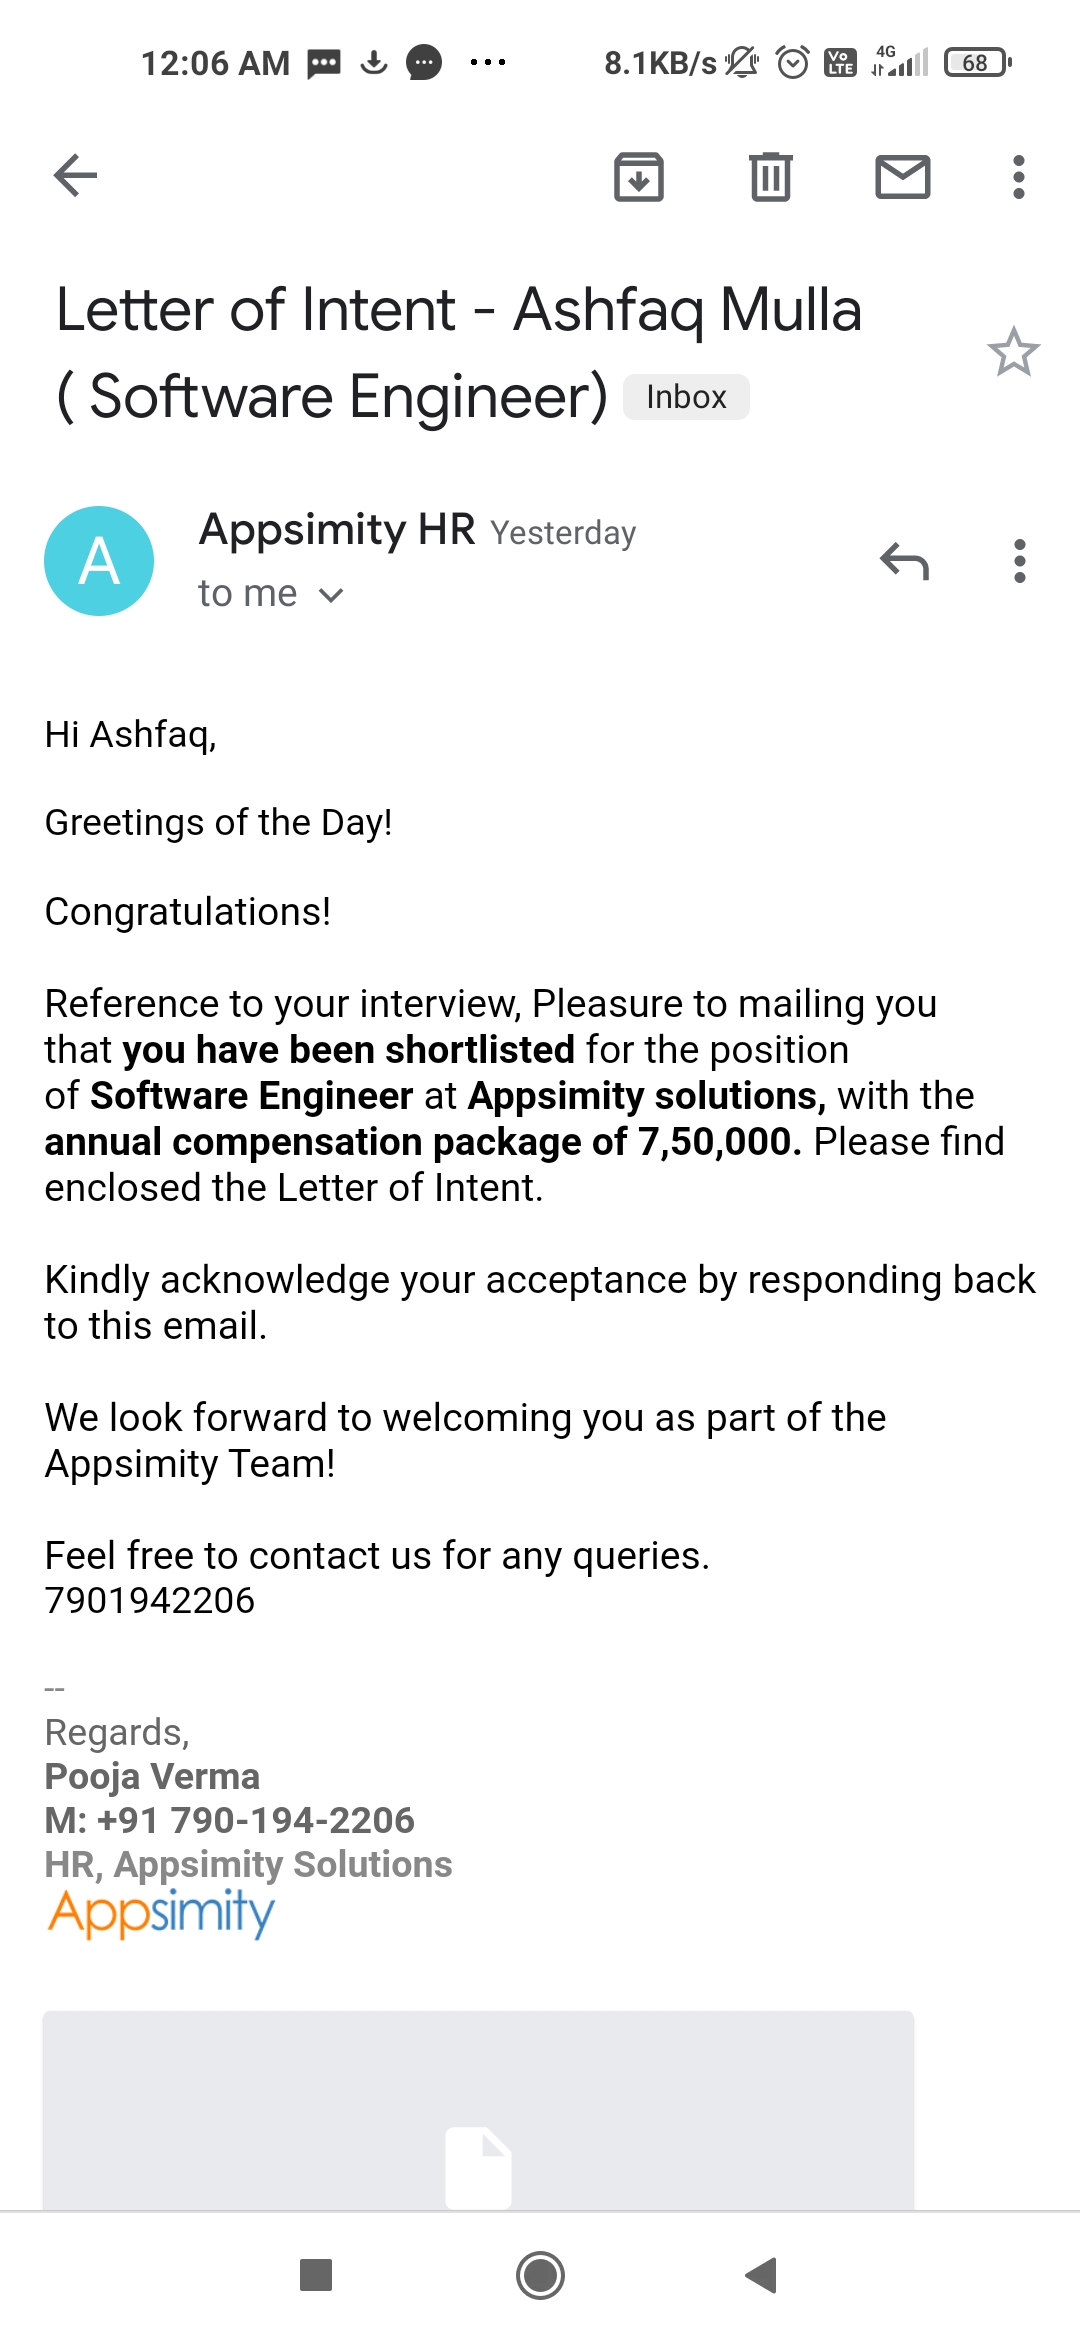 12:06 AM
8.1KB/s
Vo
LTE
4G
68
Letter of Intent - Ashfaq Mulla
( Software Engineer) Inbox
A
Appsimity HR Yesterday
to me
Hi Ashfaq,
Greetings of the Day!
Congratulations!
Reference to your interview, Pleasure to mailing you
that you have been shortlisted for the position
of Software Engineer at Appsimity solutions, with the
annual compensation package of 7,50,000. Please find
enclosed the Letter of Intent.
Kindly acknowledge your acceptance by responding back
to this email.
We look forward to welcoming you as part of the
Appsimity Team!
Feel free to contact us for any queries.
7901942206
--
Regards,
Pooja Verma
M: +91 790-194-2206
HR, Appsimity Solutions
Appsimity